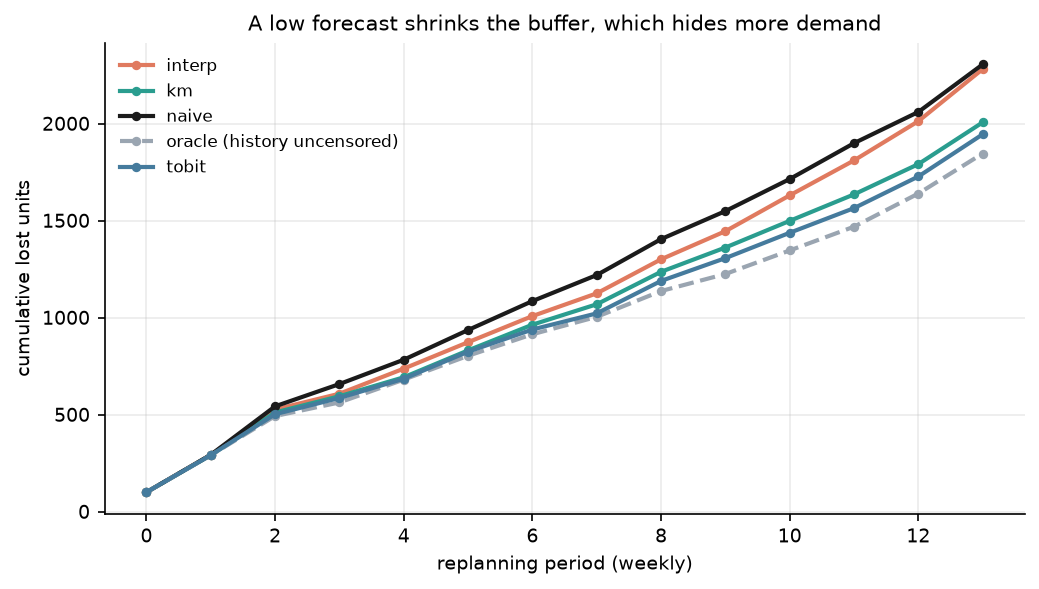 A low forecast shrinks the buffer, which hides more demand
interp
km
naive
oracle (history uncensored)
tobit
cumulative lost units
2000
1500
1000
500
0
0 2 4 6 8 10 12
replanning period (weekly)